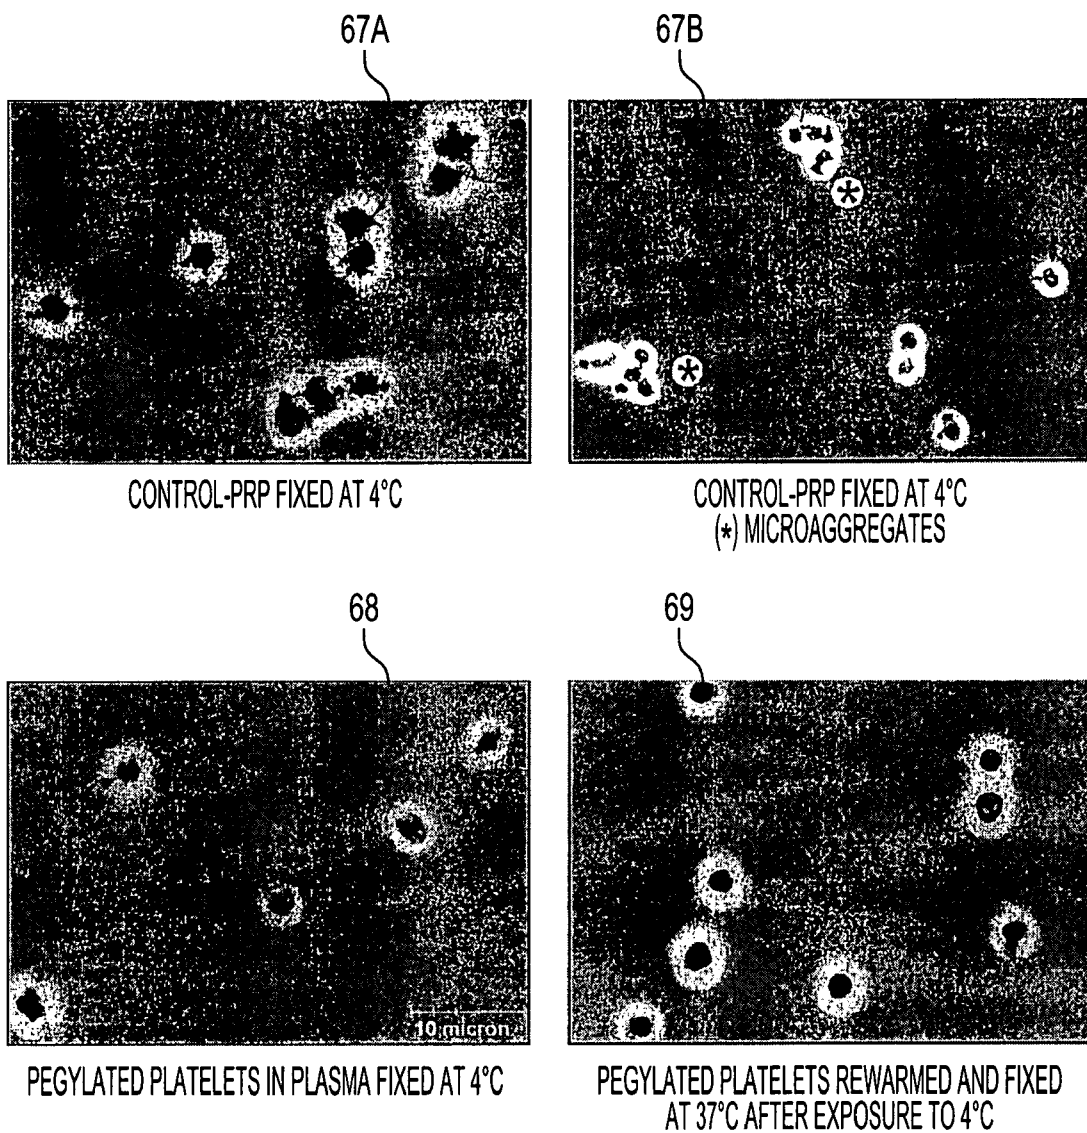 67A
67B
*
*
CONTROL-PRP FIXED AT 4°C
CONTROL-PRP FIXED AT 4°C
(*) MICROAGGREGATES
68
69
10 micron
PEGYLATED PLATELETS IN PLASMA FIXED AT 4°C
PEGYLATED PLATELETS REWARMED AND FIXED
AT 37°C AFTER EXPOSURE TO 4°C